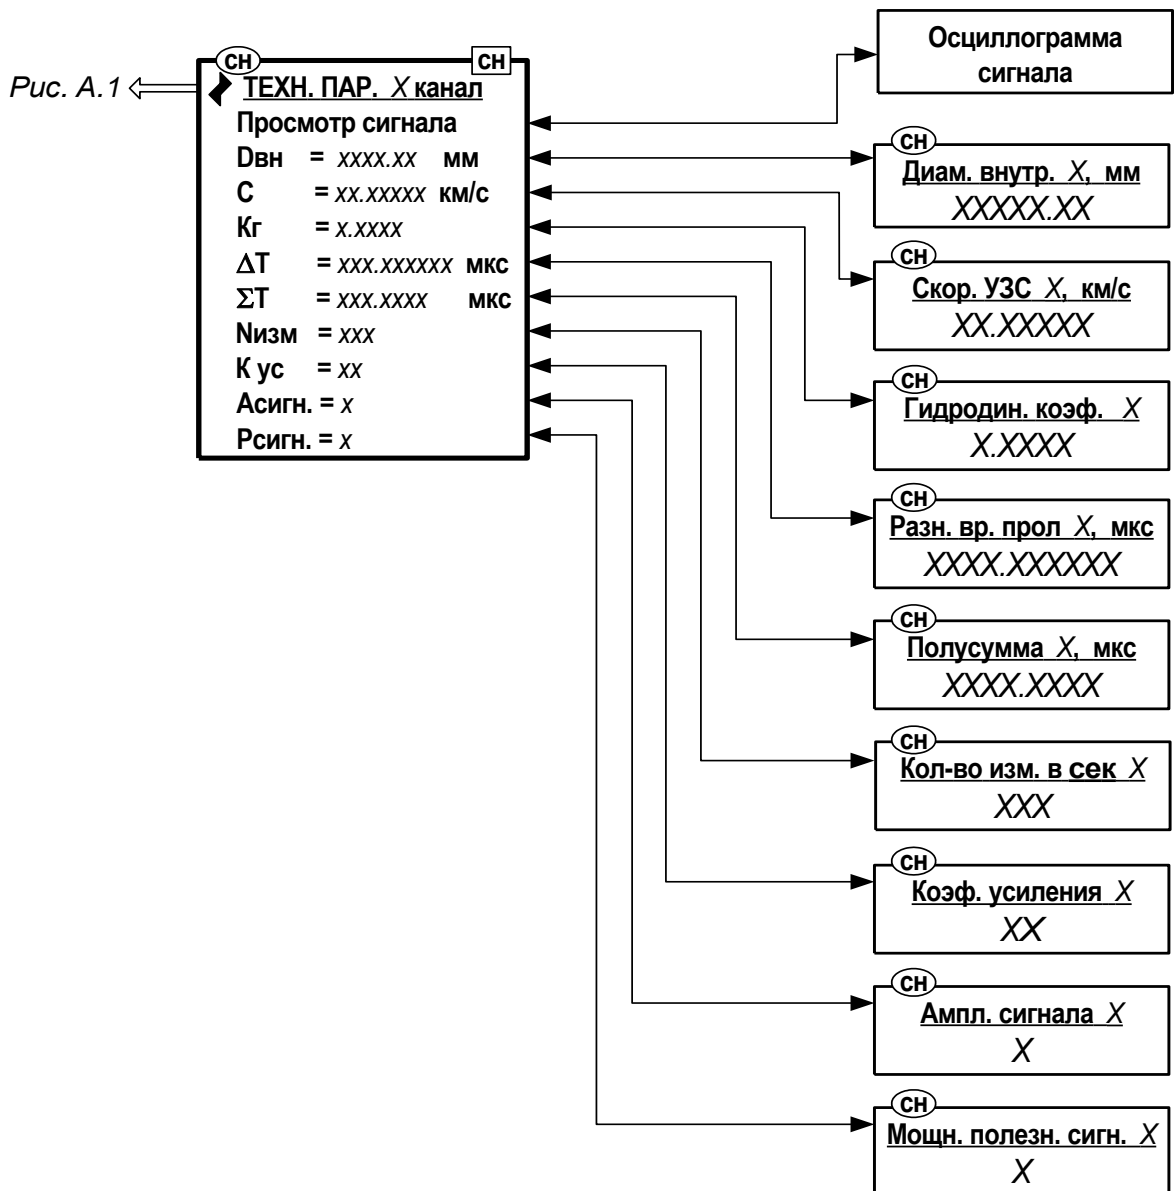 Рис. А.1
СН СН
ТЕХН. ПАР. X канал
Просмотр сигнала
Dвн = xxxx.xx мм
C = xx.xxxxx км/с
Кг = x.xxxx
ΔT = xxx.xxxxxx мкс
ΣT = xxx.xxxx мкс
Nизм = xxx
К ус = xx
Асигн. = x
Рсигн. = x
Осциллограмма
сигнала
СН
Диам. внутр. X, мм
XXXXX.XX
СН
Скор. УЗС X, км/с
XX.XXXXX
СН
Гидродин. коэф. X
X.XXXX
СН
Разн. вр. прол X, мкс
XXXX.XXXXXX
СН
Полусумма X, мкс
XXXX.XXXX
СН
Кол-во изм. в сек X
XXX
СН
Коэф. усиления X
XX
СН
Ампл. сигнала X
X
СН
Мощн. полезн. сигн. X
X